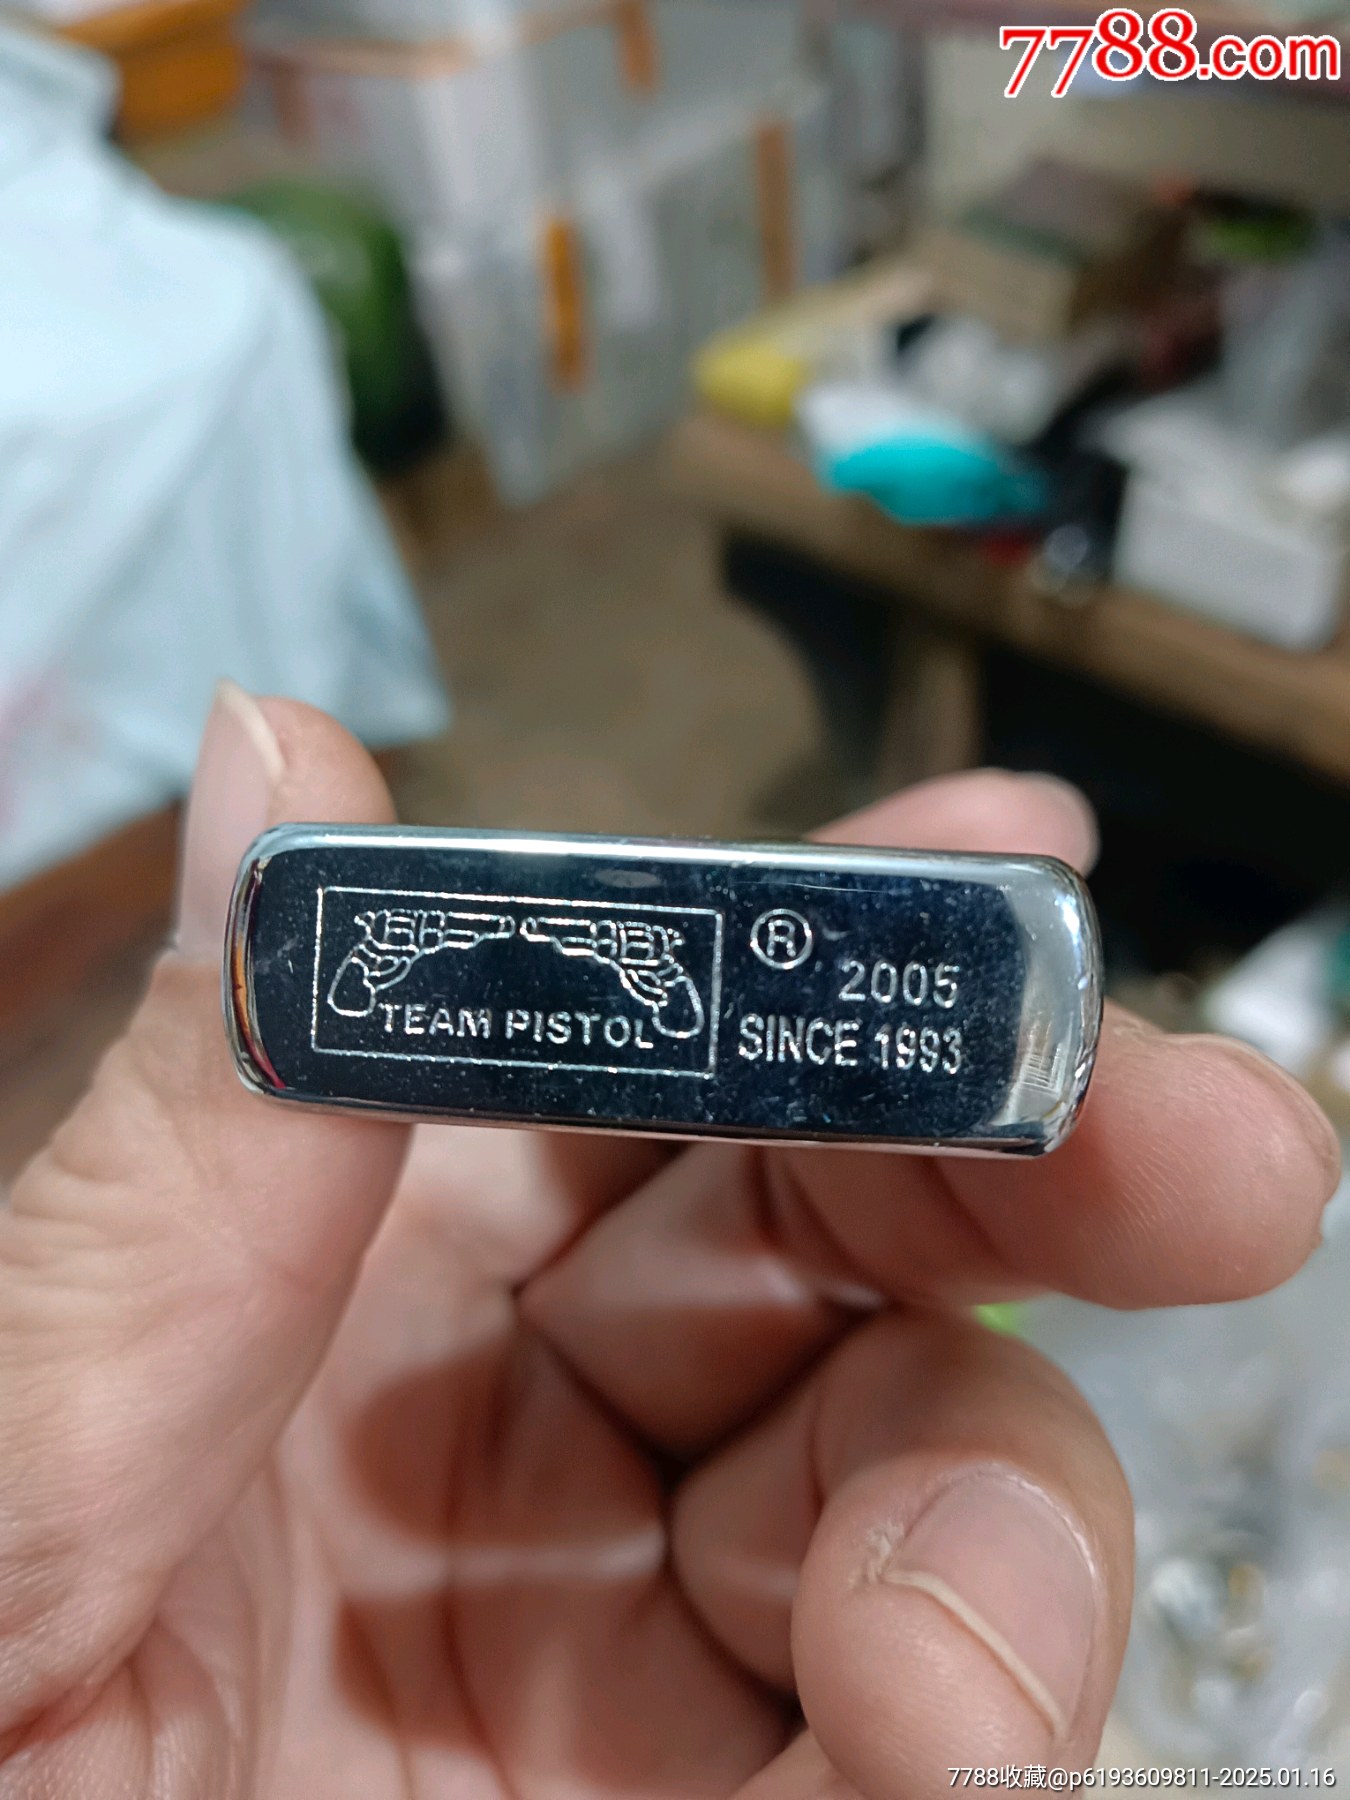 7788.com
®
2005
TEAM PISTOL
SINCE 1993
7788收藏@p6193609811-2025.01.16